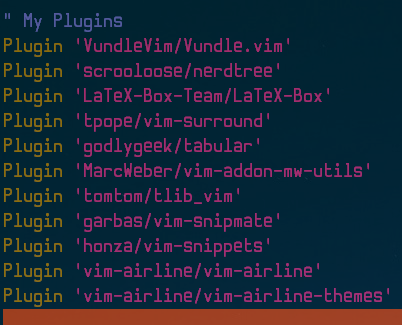 " My Plugins
Plugin 'VundleVim/Vundle.vim'
Plugin 'scrooloose/nerdtree'
Plugin 'LaTeX-Box-Team/LaTeX-Box'
Plugin 'tpope/vim-surround'
Plugin 'godlygeek/tabular'
Plugin 'MarcWeber/vim-addon-mw-utils'
Plugin 'tomtom/tlib_vim'
Plugin 'garbas/vim-snipmate'
Plugin 'honza/vim-snippets'
Plugin 'vim-airline/vim-airline'
Plugin 'vim-airline/vim-airline-themes'